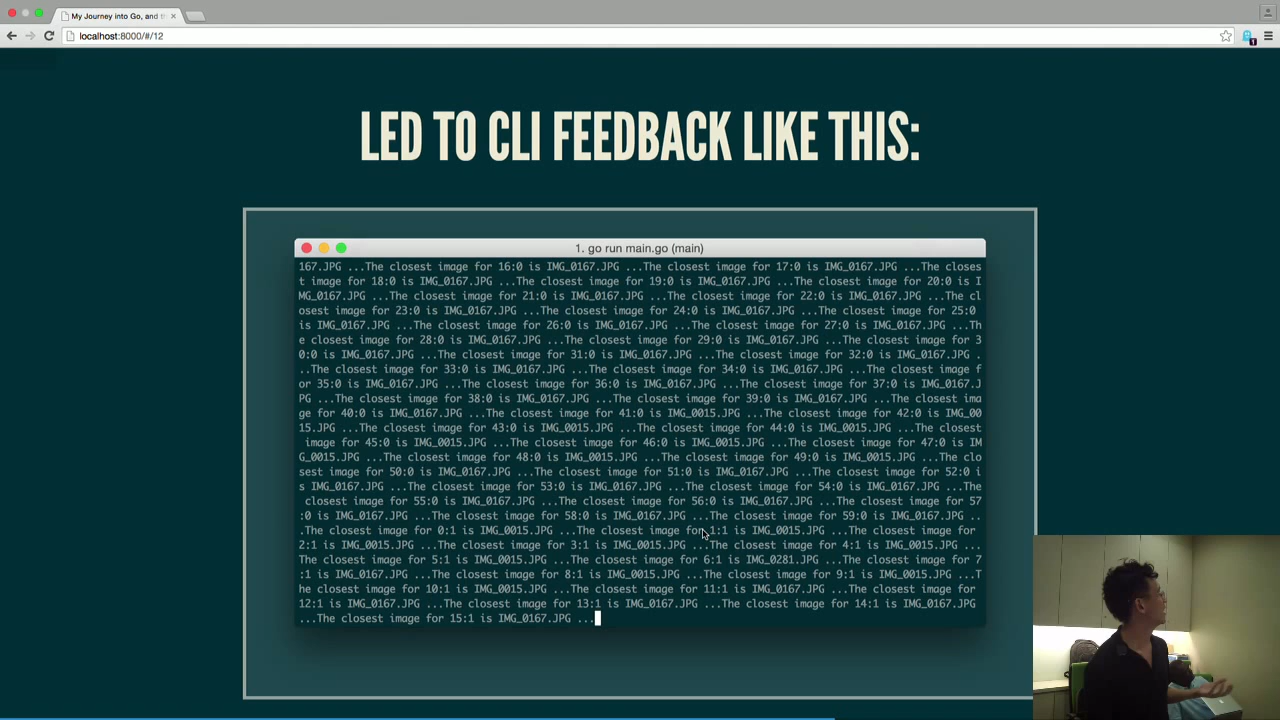 My Journey into Go, and th
localhost:8000/#/12
LED TO CLI FEEDBACK LIKE THIS:
1. go run main.go (main)
167.JPG ...The closest image for 16:0 is IMG_0167.JPG ...The closest image for 17:0 is IMG_0167.JPG ...The closes
t image for 18:0 is IMG_0167.JPG ...The closest image for 19:0 is IMG_0167.JPG ...The closest image for 20:0 is I
MG_0167.JPG ...The closest image for 21:0 is IMG_0167.JPG ...The closest image for 22:0 is IMG_0167.JPG ...The cl
osest image for 23:0 is IMG_0167.JPG ...The closest image for 24:0 is IMG_0167.JPG ...The closest image for 25:0 
is IMG_0167.JPG ...The closest image for 26:0 is IMG_0167.JPG ...The closest image for 27:0 is IMG_0167.JPG ...Th
e closest image for 28:0 is IMG_0167.JPG ...The closest image for 29:0 is IMG_0167.JPG ...The closest image for 3
0:0 is IMG_0167.JPG ...The closest image for 31:0 is IMG_0167.JPG ...The closest image for 32:0 is IMG_0167.JPG .
..The closest image for 33:0 is IMG_0167.JPG ...The closest image for 34:0 is IMG_0167.JPG ...The closest image f
or 35:0 is IMG_0167.JPG ...The closest image for 36:0 is IMG_0167.JPG ...The closest image for 37:0 is IMG_0167.J
PG ...The closest image for 38:0 is IMG_0167.JPG ...The closest image for 39:0 is IMG_0167.JPG ...The closest ima
ge for 40:0 is IMG_0167.JPG ...The closest image for 41:0 is IMG_0015.JPG ...The closest image for 42:0 is IMG_00
15.JPG ...The closest image for 43:0 is IMG_0015.JPG ...The closest image for 44:0 is IMG_0015.JPG ...The closest
 image for 45:0 is IMG_0015.JPG ...The closest image for 46:0 is IMG_0015.JPG ...The closest image for 47:0 is IM
G_0015.JPG ...The closest image for 48:0 is IMG_0015.JPG ...The closest image for 49:0 is IMG_0015.JPG ...The clo
sest image for 50:0 is IMG_0167.JPG ...The closest image for 51:0 is IMG_0167.JPG ...The closest image for 52:0 i
s IMG_0167.JPG ...The closest image for 53:0 is IMG_0167.JPG ...The closest image for 54:0 is IMG_0167.JPG ...The
 closest image for 55:0 is IMG_0167.JPG ...The closest image for 56:0 is IMG_0167.JPG ...The closest image for 57
:0 is IMG_0167.JPG ...The closest image for 58:0 is IMG_0167.JPG ...The closest image for 59:0 is IMG_0167.JPG ..
.The closest image for 0:1 is IMG_0015.JPG ...The closest image for 1:1 is IMG_0015.JPG ...The closest image for
2:1 is IMG_0015.JPG ...The closest image for 3:1 is IMG_0015.JPG ...The closest image for 4:1 is IMG_0015.JPG ...
The closest image for 5:1 is IMG_0015.JPG ...The closest image for 6:1 is IMG_0281.JPG ...The closest image for 7
:1 is IMG_0167.JPG ...The closest image for 8:1 is IMG_0015.JPG ...The closest image for 9:1 is IMG_0015.JPG ...T
he closest image for 10:1 is IMG_0015.JPG ...The closest image for 11:1 is IMG_0167.JPG ...The closest image for
12:1 is IMG_0167.JPG ...The closest image for 13:1 is IMG_0167.JPG ...The closest image for 14:1 is IMG_0167.JPG
...The closest image for 15:1 is IMG_0167.JPG ...